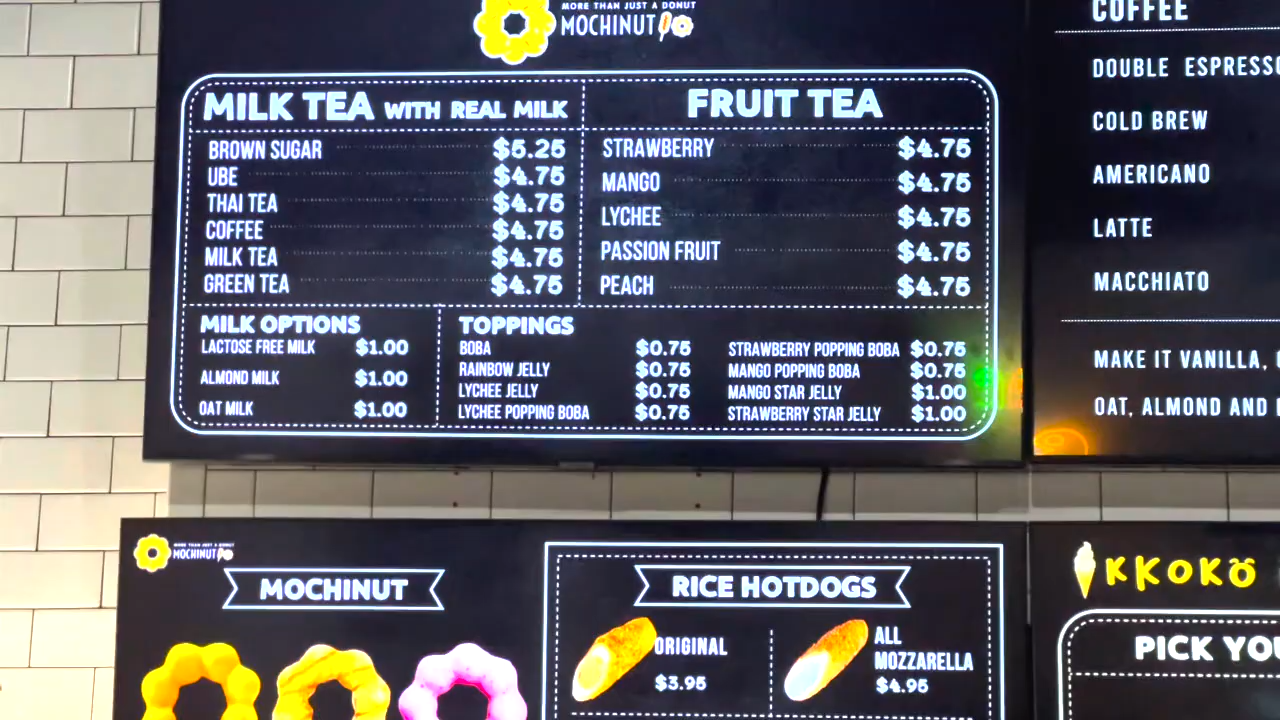 MORE THAN JUST A DONUT
MOCHINUT
MILK TEA WITH REAL MILK
BROWN SUGAR $5.25
UBE $4.75
THAI TEA $4.75
COFFEE $4.75
MILK TEA $4.75
GREEN TEA $4.75
FRUIT TEA
STRAWBERRY $4.75
MANGO $4.75
LYCHEE $4.75
PASSION FRUIT $4.75
PEACH $4.75
MILK OPTIONS
LACTOSE FREE MILK $1.00
ALMOND MILK $1.00
OAT MILK $1.00
TOPPINGS
BOBA $0.75
RAINBOW JELLY $0.75
LYCHEE JELLY $0.75
LYCHEE POPPING BOBA $0.75
STRAWBERRY POPPING BOBA $0.75
MANGO POPPING BOBA $0.75
MANGO STAR JELLY $1.00
STRAWBERRY STAR JELLY $1.00
COFFEE
DOUBLE ESPRESSO
COLD BREW
AMERICANO
LATTE
MACCHIATO
MAKE IT VANILLA,
OAT, ALMOND AND
MORE THAN JUST A DONUT
MOCHINUT
MOCHINUT
RICE HOTDOGS
ORIGINAL
$3.95
ALL
MOZZARELLA
$4.95
KKOKO
PICK YOU